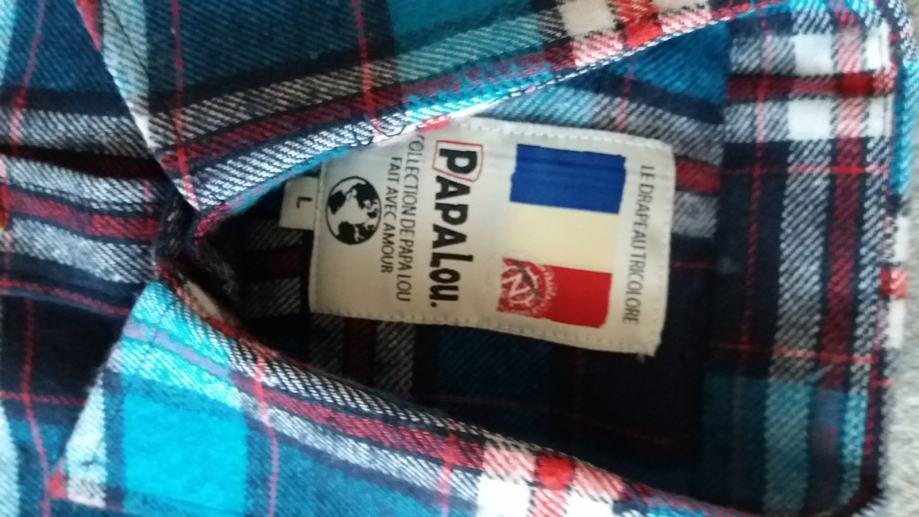 LE DRAPEAU TRICOLORE
PAPALOU.
COLLECTION DE PAPA LOU
FAIT AVEC AMOUR
L